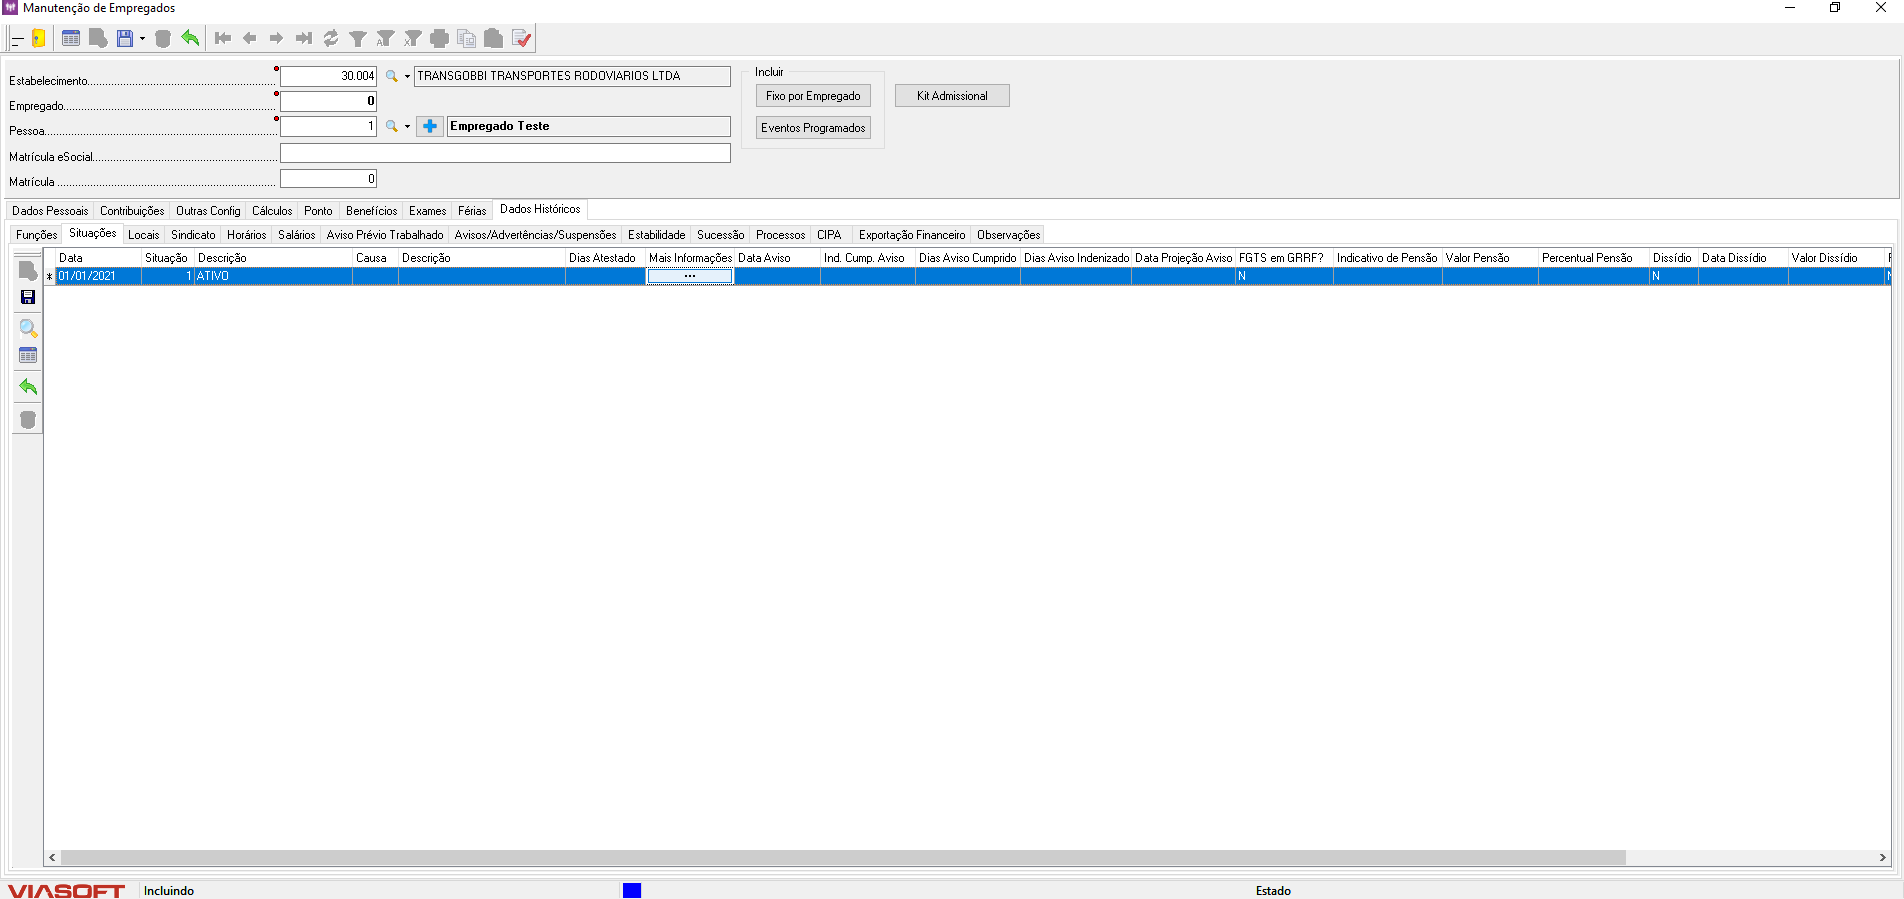 Manutenção de Empregados
Estabelecimento 30.004 TRANSGOBBI TRANSPORTES RODOVIARIOS LTDA
Incluir
Empregado 0
Fixo por Empregado Kit Admissional
Pessoa 1 Empregado Teste
Eventos Programados
Matrícula eSocial
Matrícula 0
Dados Pessoais Contribuições Outras Config Cálculos Ponto Benefícios Exames Férias Dados Históricos
Funções Situações Locais Sindicato Horários Salários Aviso Prévio Trabalhado Avisos/Advertências/Suspensões Estabilidade Sucessão Processos CIPA Exportação Financeiro Observações
Data Situação Descrição Causa Descrição Dias Atestado Mais Informações Data Aviso Ind. Cump. Aviso Dias Aviso Cumprido Dias Aviso Indenizado Data Projeção Aviso FGTS em GRRF? Indicativo de Pensão Valor Pensão Percentual Pensão Dissídio Data Dissídio Valor Dissídio
* 01/01/2021 1 ATIVO ... N N
VIASOFT Incluindo Estado